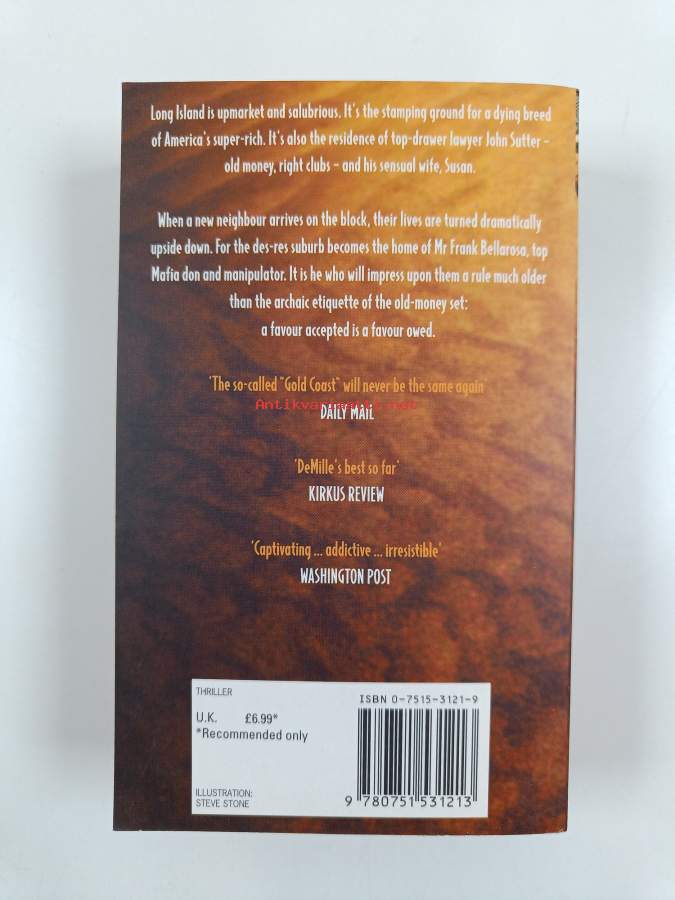 Long Island is upmarket and salubrious. It's the stamping ground for a dying breed
of America's super-rich. It's also the residence of top-drawer lawyer John Sutter –
old money, right clubs – and his sensual wife, Susan.
When a new neighbour arrives on the block, their lives are turned dramatically
upside down. For the des-res suburb becomes the home of Mr Frank Bellarosa, top
Mafia don and manipulator. It is he who will impress upon them a rule much older
than the archaic etiquette of the old-money set:
a favour accepted is a favour owed.
'The so-called "Gold Coast" will never be the same again
DAILY MAIL
'DeMille's best so far'
KIRKUS REVIEW
'Captivating ... addictive ... irresistible'
WASHINGTON POST
THRILLER
U.K. £6.99*
*Recommended only
ILLUSTRATION:
STEVE STONE
ISBN 0-7515-3121-9
9 780751 531213